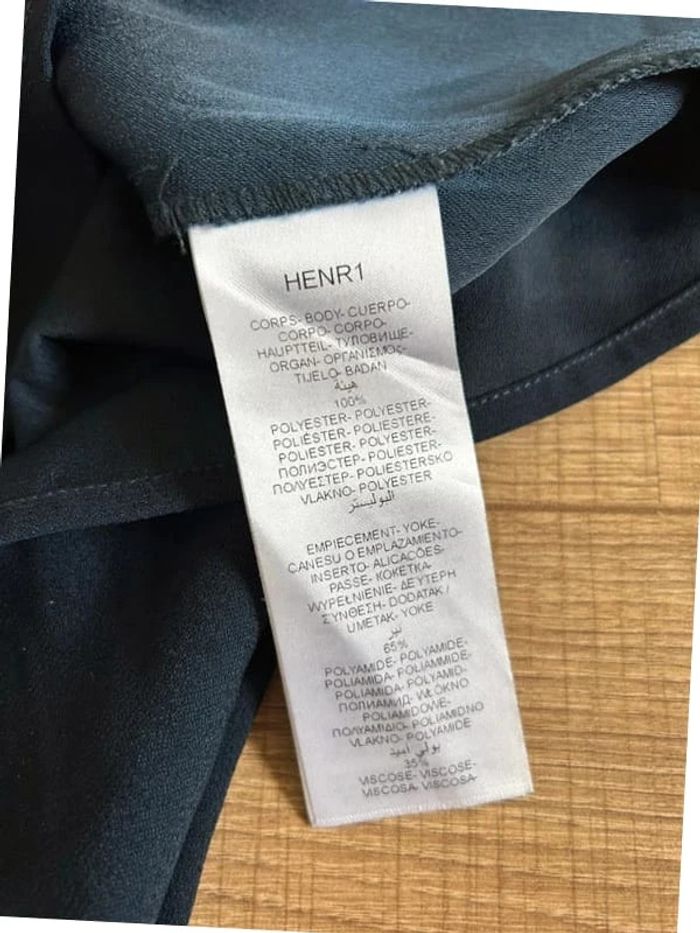 HENR1
CORPS- BODY- CUERPO-
CORPO- CORPO-
HAUPTTEIL- ТУЛОВИЩЕ-
ORGAN- ΟΡΓΑΝΙΣΜΟΣ-
TIJELO- BADAN
هيئة
100%
POLYESTER- POLYESTER-
POLIÉSTER- POLIESTERE-
POLIESTER- POLYESTER-
ПОЛИЭСТЕР- POLIESTER-
ΠΟΛΥΕΣΤΕΡ- POLIESTERSKO
VLAKNO- POLYESTER
البوليستر
EMPIECEMENT- YOKE-
CANESU O EMPLAZAMIENTO-
INSERTO- ALICAÇÕES-
PASSE- КОКЕТКА-
WYPEŁNIENIE- ΔΕΥΤΕΡΗ
ΣΥΝΘΕΣΗ- DODATAK /
UMETAK- YOKE
نير
65%
POLYAMIDE- POLYAMIDE-
POLIAMIDA- POLIAMMIDE-
POLIAMIDA- POLYAMID-
ПОЛИАМИД- WŁÓKNO
POLIAMIDOWE-
ΠΟΛΥΑΜΙΔΙΟ- POLIAMIDNO
VLAKNO- POLYAMIDE
بولي أميد
35%
VISCOSE- VISCOSE-
VISCOSA- VISCOSA-